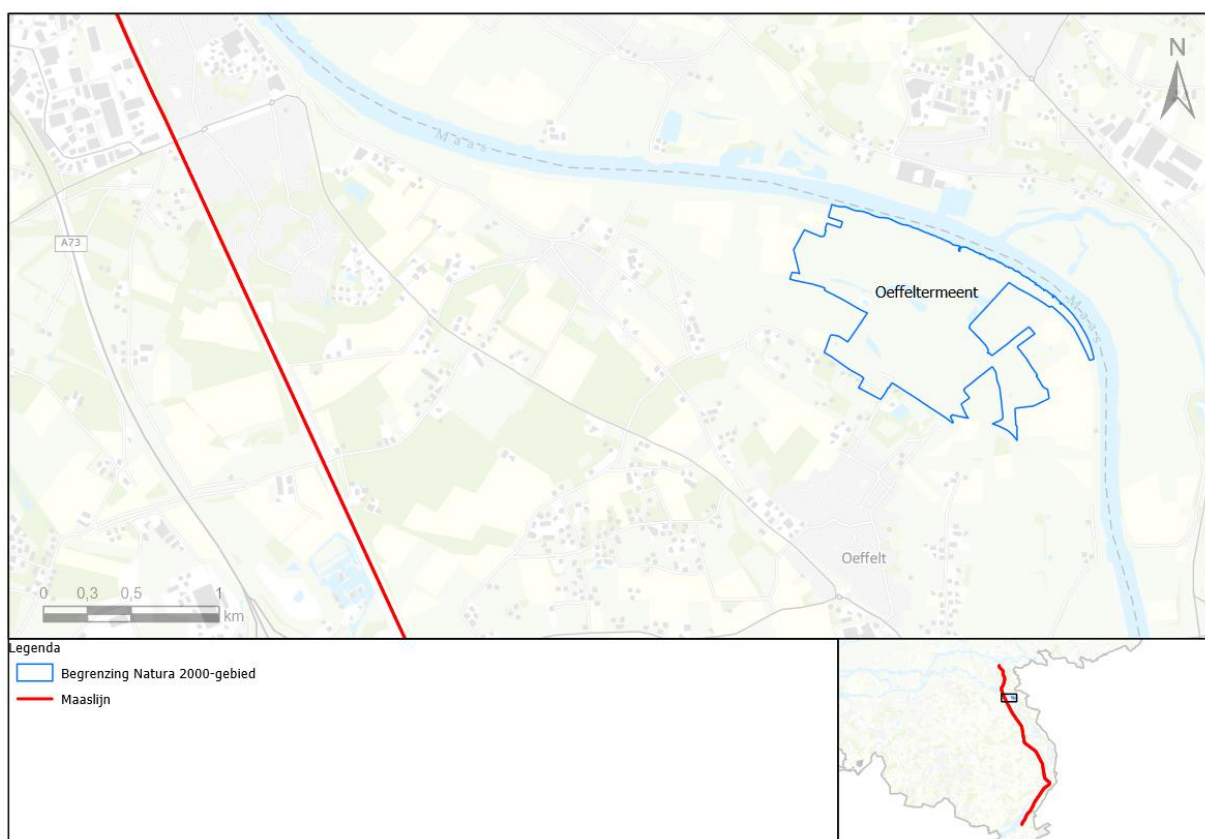 N
Maas
A73
Oeffeltermeent
Maas
Oeffelt
0 0,3 0,5 1
km
Legenda
Begrenzing Natura 2000-gebied
Maaslijn